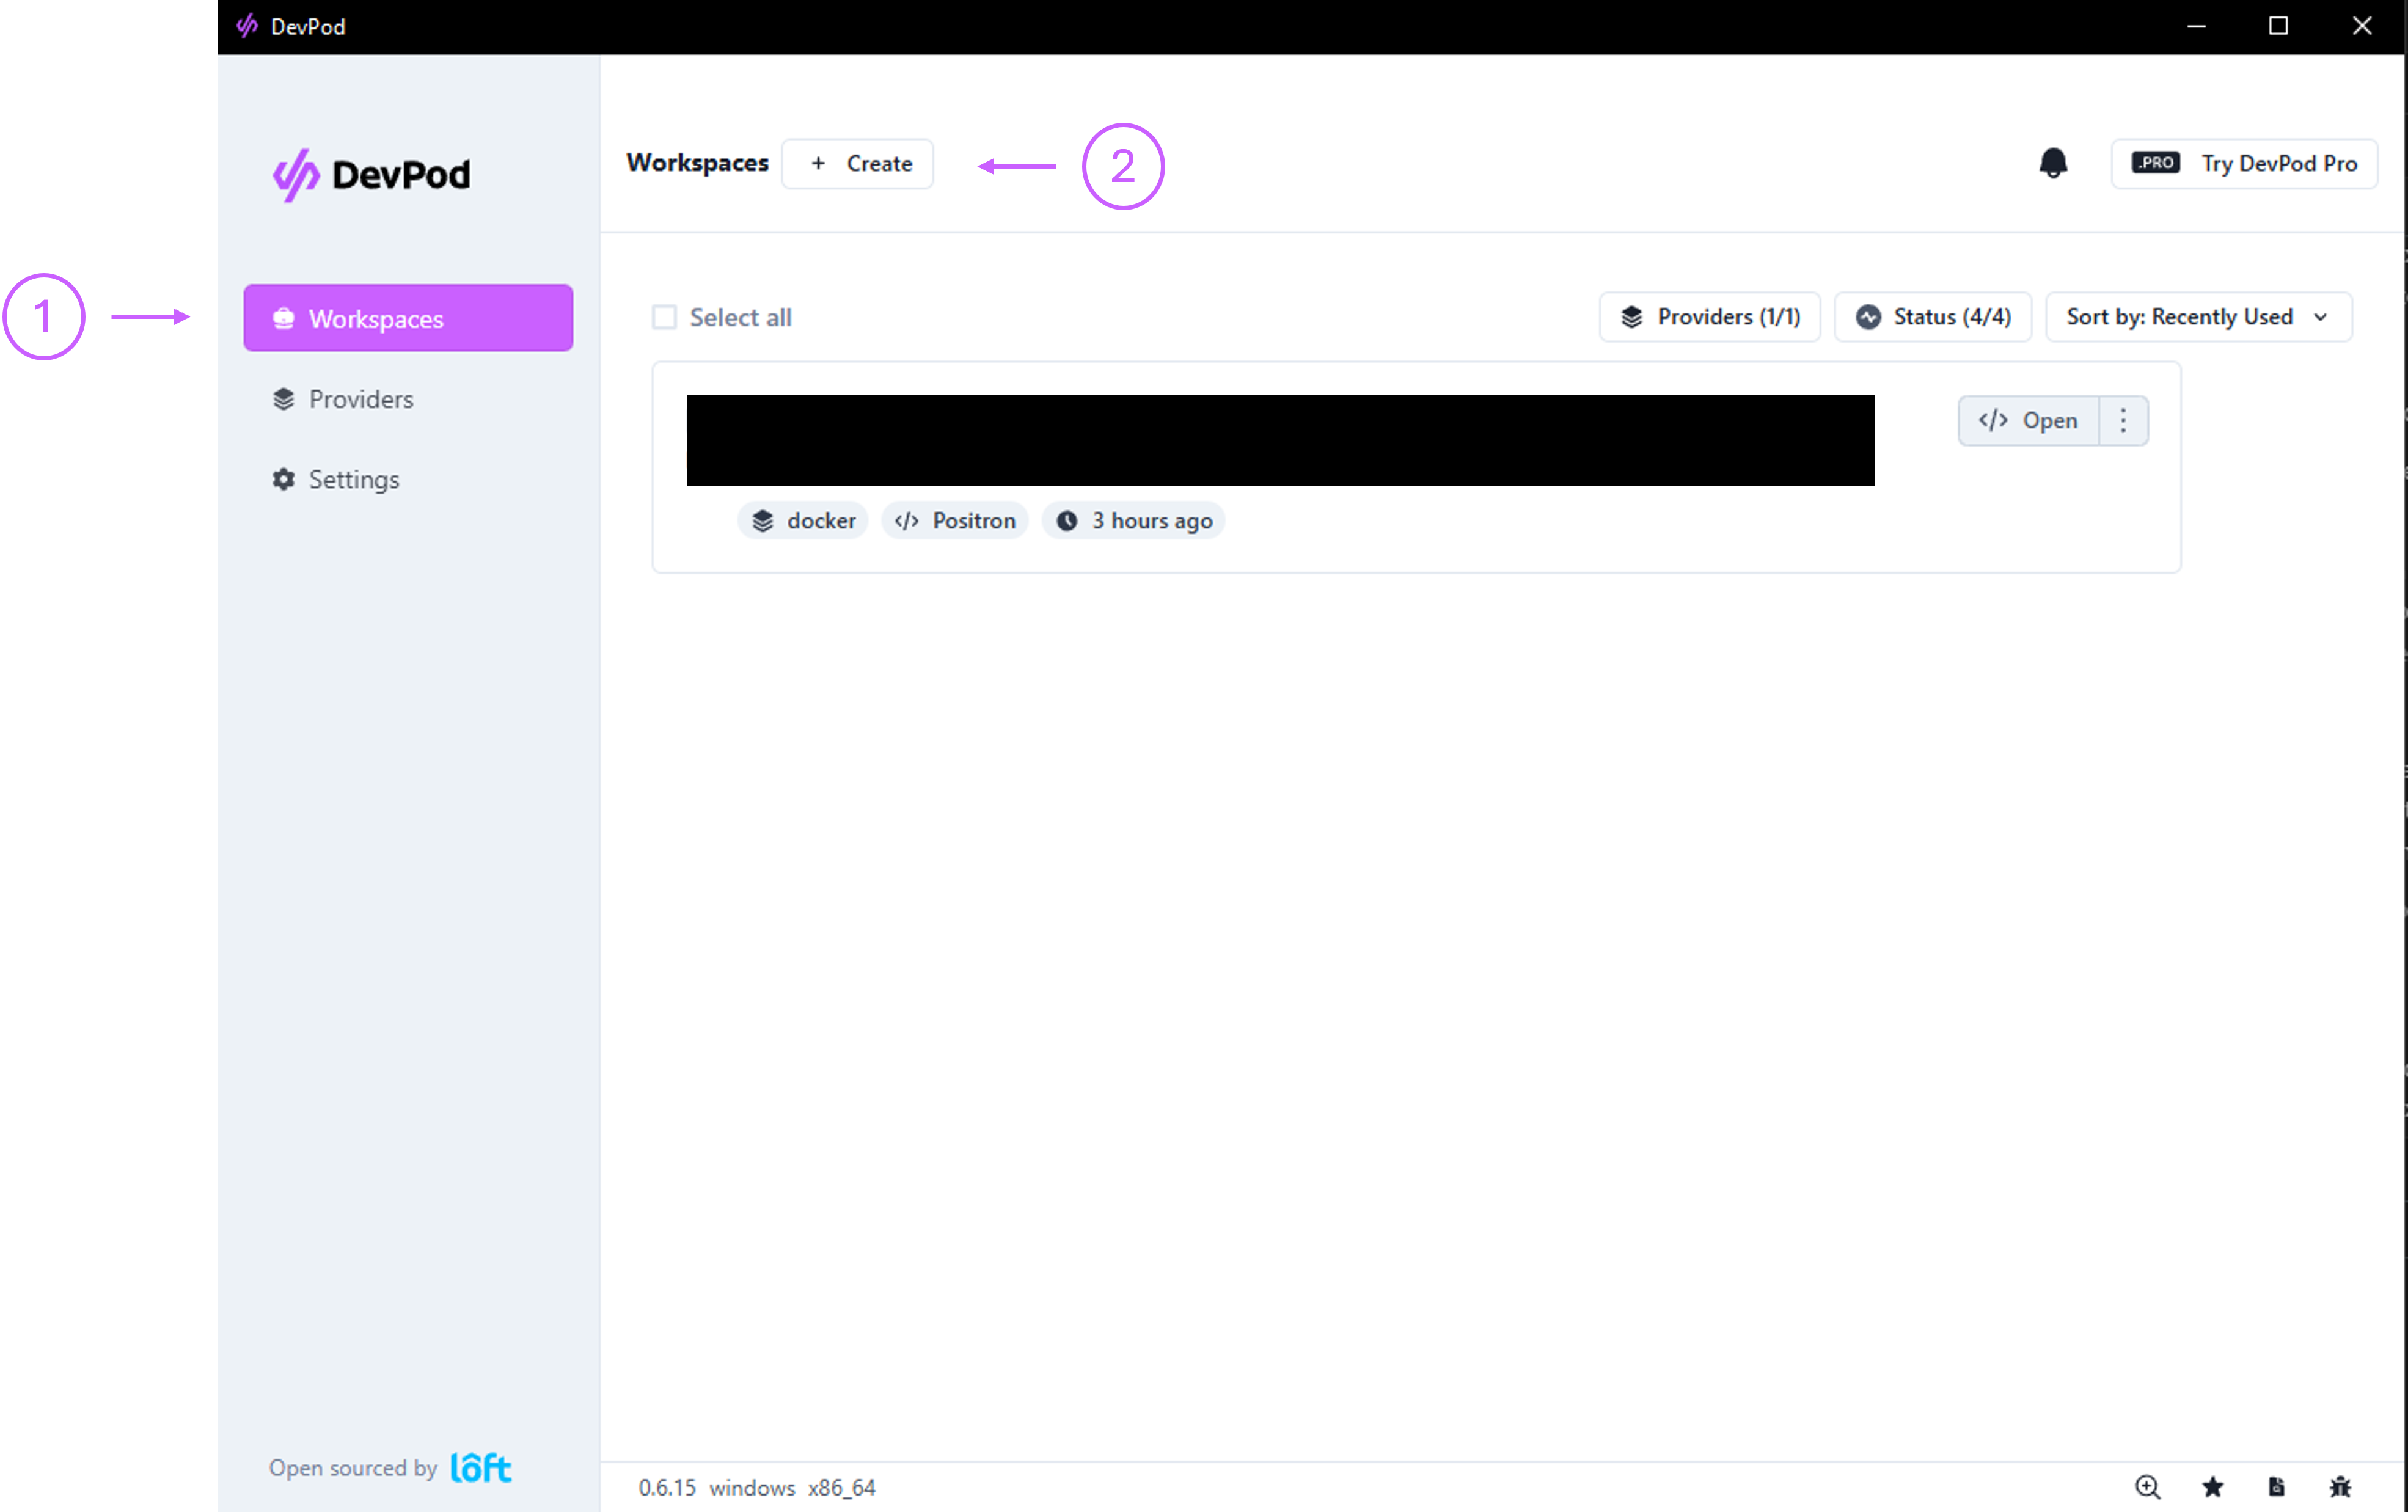 DevPod
DevPod
Workspaces
+ Create
2
.PRO Try DevPod Pro
1
Workspaces
Providers
Settings
Select all
Providers (1/1)
Status (4/4)
Sort by: Recently Used
</> Open
docker
</> Positron
3 hours ago
Open sourced by lôft
0.6.15 windows x86_64